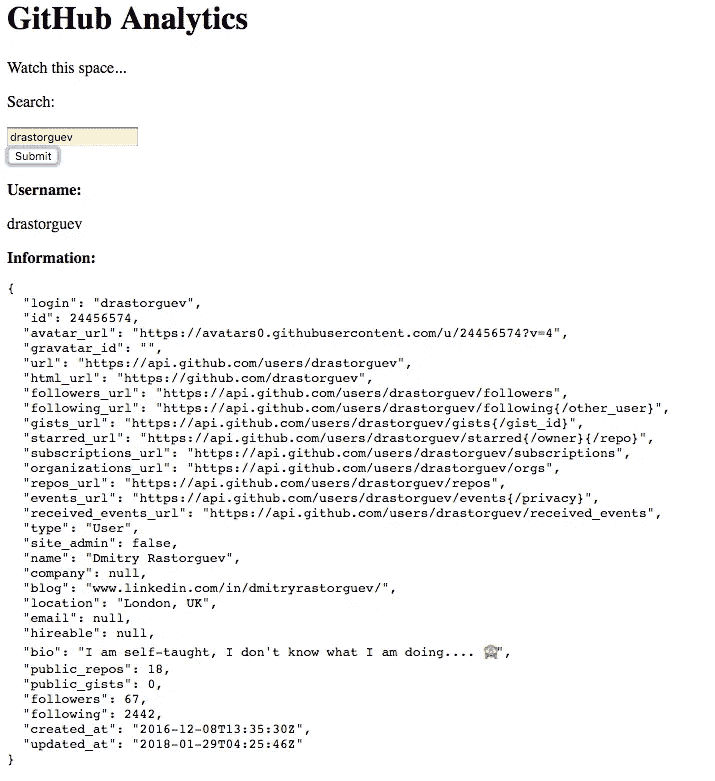 GitHub Analytics
Watch this space...
Search:
drastorguev
Submit
Username:
drastorguev
Information:
{
  "login": "drastorguev",
  "id": 24456574,
  "avatar_url": "https://avatars0.githubusercontent.com/u/24456574?v=4",
  "gravatar_id": "",
  "url": "https://api.github.com/users/drastorguev",
  "html_url": "https://github.com/drastorguev",
  "followers_url": "https://api.github.com/users/drastorguev/followers",
  "following_url": "https://api.github.com/users/drastorguev/following{/other_user}",
  "gists_url": "https://api.github.com/users/drastorguev/gists{/gist_id}",
  "starred_url": "https://api.github.com/users/drastorguev/starred{/owner}{/repo}",
  "subscriptions_url": "https://api.github.com/users/drastorguev/subscriptions",
  "organizations_url": "https://api.github.com/users/drastorguev/orgs",
  "repos_url": "https://api.github.com/users/drastorguev/repos",
  "events_url": "https://api.github.com/users/drastorguev/events{/privacy}",
  "received_events_url": "https://api.github.com/users/drastorguev/received_events",
  "type": "User",
  "site_admin": false,
  "name": "Dmitry Rastorguev",
  "company": null,
  "blog": "www.linkedin.com/in/dmitryrastorguev/",
  "location": "London, UK",
  "email": null,
  "hireable": null,
  "bio": "I am self-taught, I don't know what I am doing.... 🙈",
  "public_repos": 18,
  "public_gists": 0,
  "followers": 67,
  "following": 2442,
  "created_at": "2016-12-08T13:35:30Z",
  "updated_at": "2018-01-29T04:25:46Z"
}